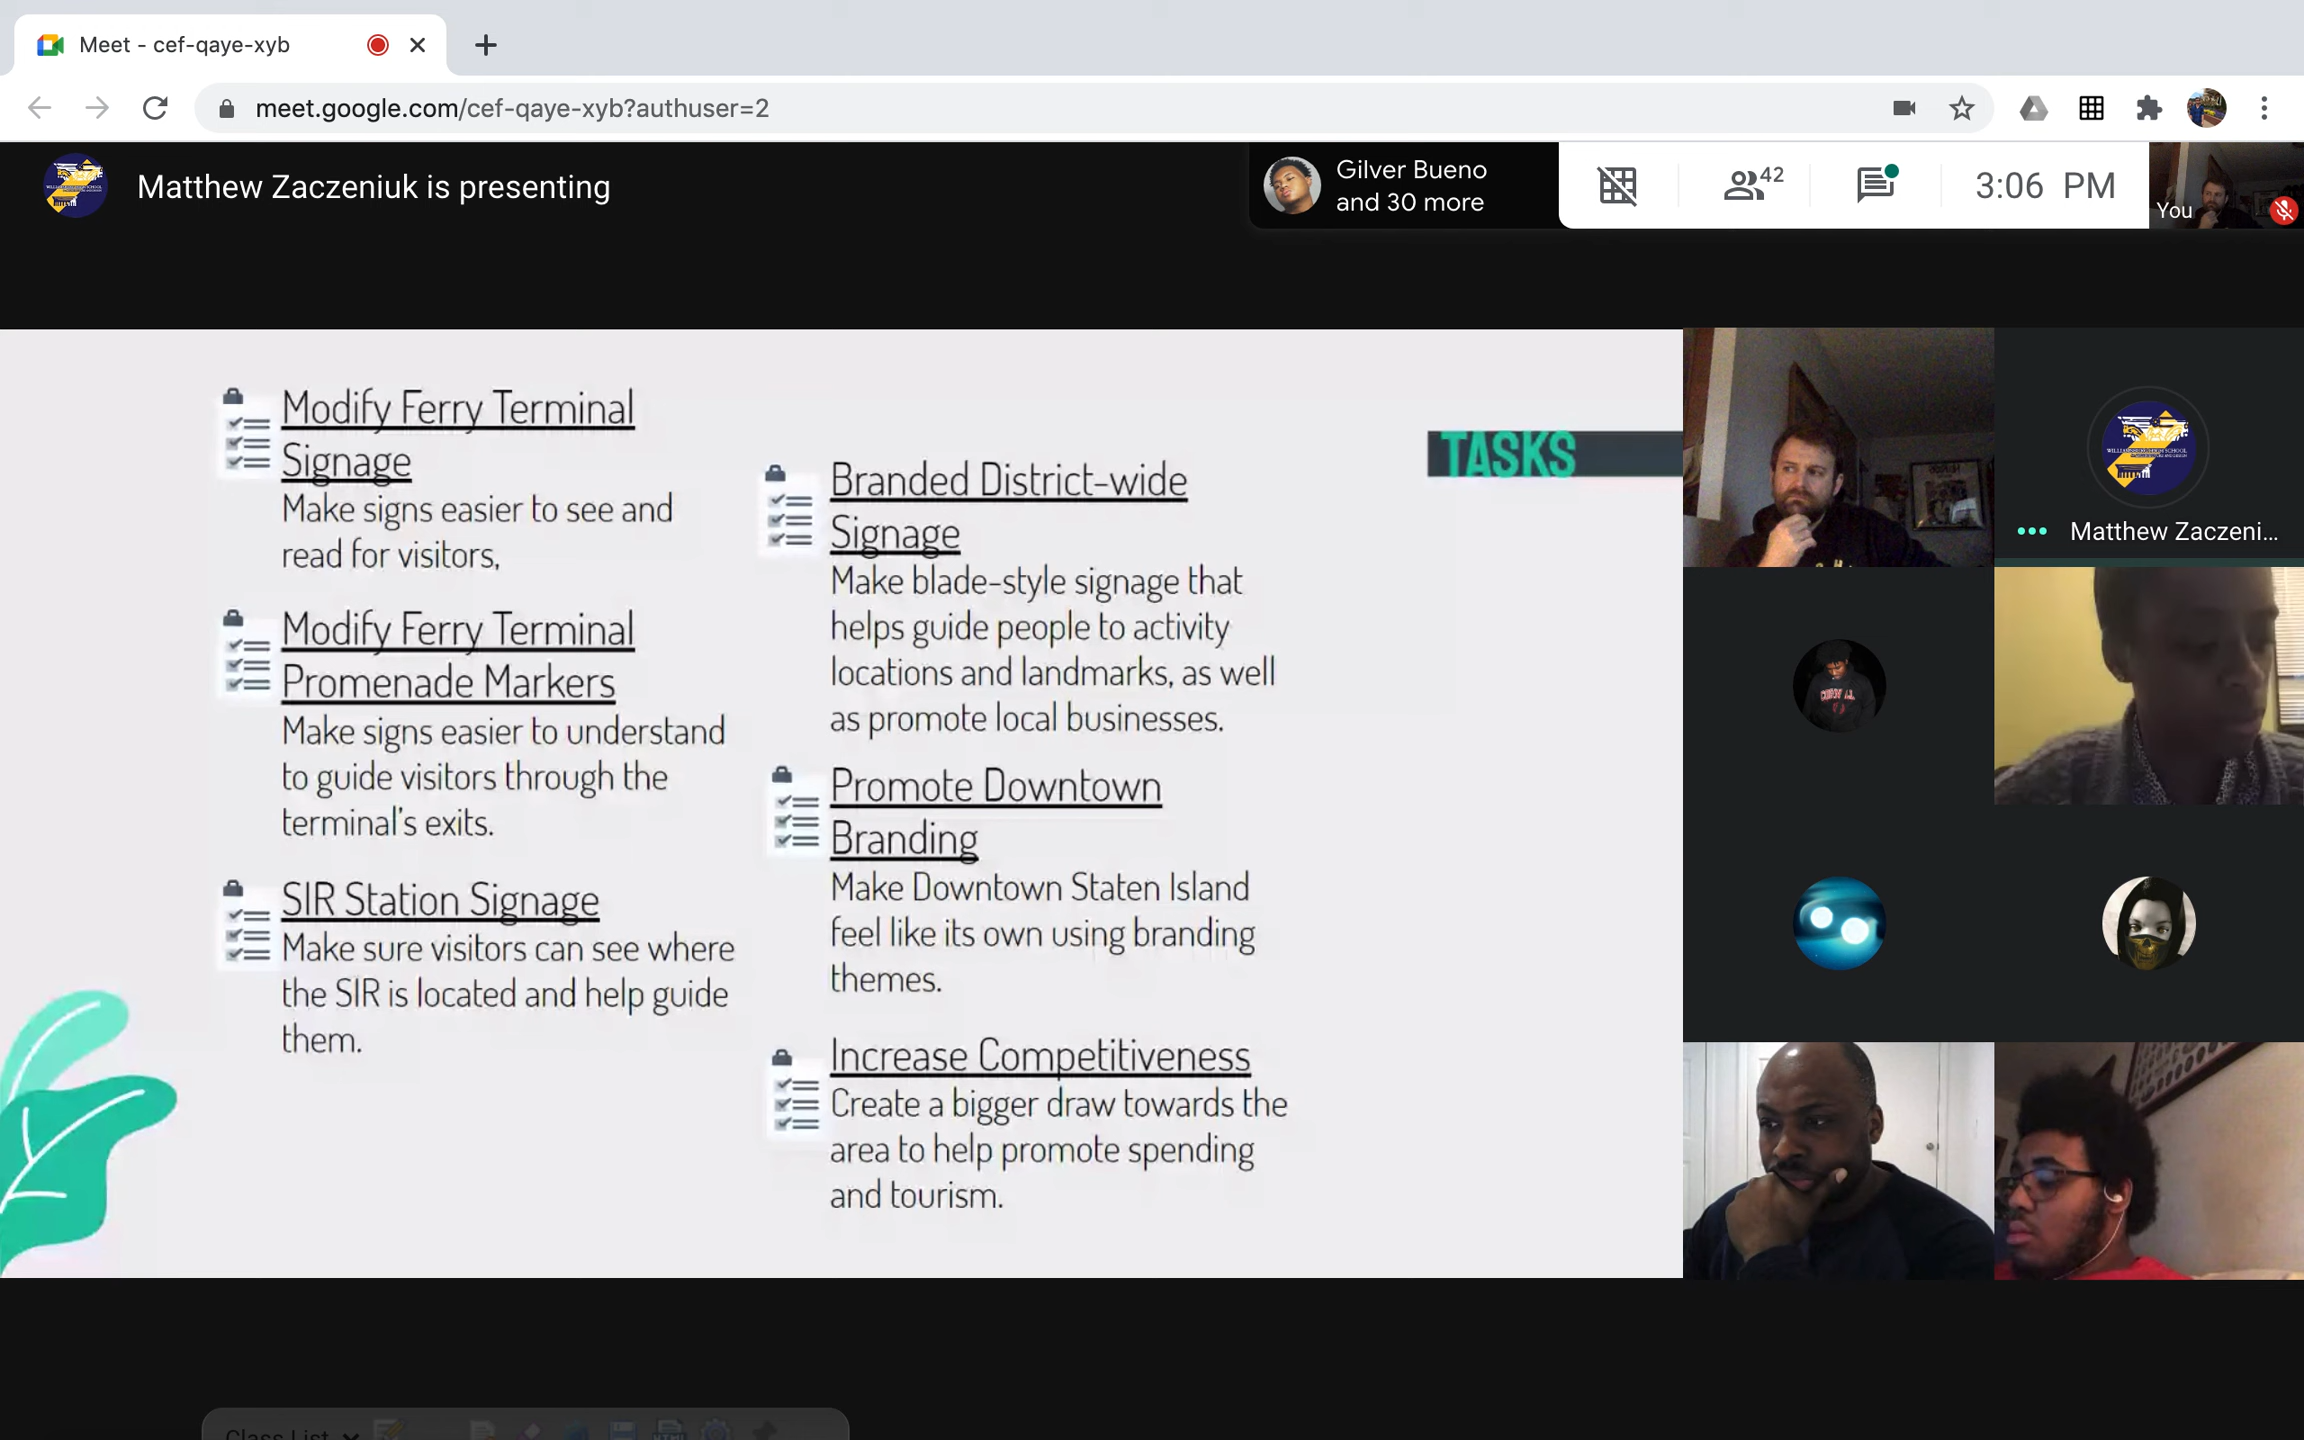 Meet - cef-qaye-xyb
meet.google.com/cef-qaye-xyb?authuser=2
Matthew Zaczeniuk is presenting
Gilver Bueno
and 30 more
42
3:06 PM
You
TASKS
Modify Ferry Terminal
Signage
Make signs easier to see and
read for visitors,
Modify Ferry Terminal
Promenade Markers
Make signs easier to understand
to guide visitors through the
terminal's exits.
SIR Station Signage
Make sure visitors can see where
the SIR is located and help guide
them.
Branded District-wide
Signage
Make blade-style signage that
helps guide people to activity
locations and landmarks, as well
as promote local businesses.
Promote Downtown
Branding
Make Downtown Staten Island
feel like its own using branding
themes.
Increase Competitiveness
Create a bigger draw towards the
area to help promote spending
and tourism.
Matthew Zaczeni...
Class List